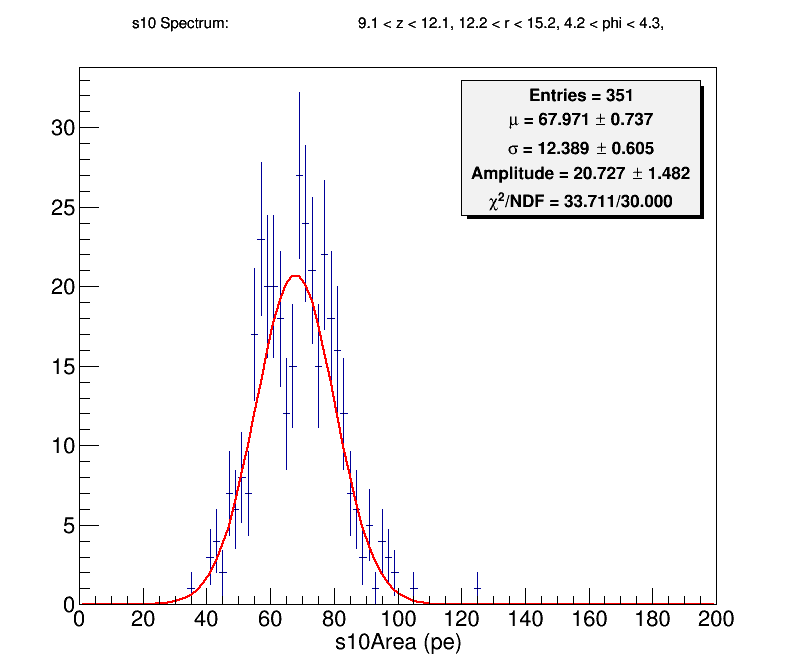 s10 Spectrum: 9.1 < z < 12.1, 12.2 < r < 15.2, 4.2 < phi < 4.3,
Entries = 351
μ = 67.971 ± 0.737
σ = 12.389 ± 0.605
Amplitude = 20.727 ± 1.482
χ²/NDF = 33.711/30.000
30
25
20
15
10
5
0
0 20 40 60 80 100 120 140 160 180 200
s10Area (pe)